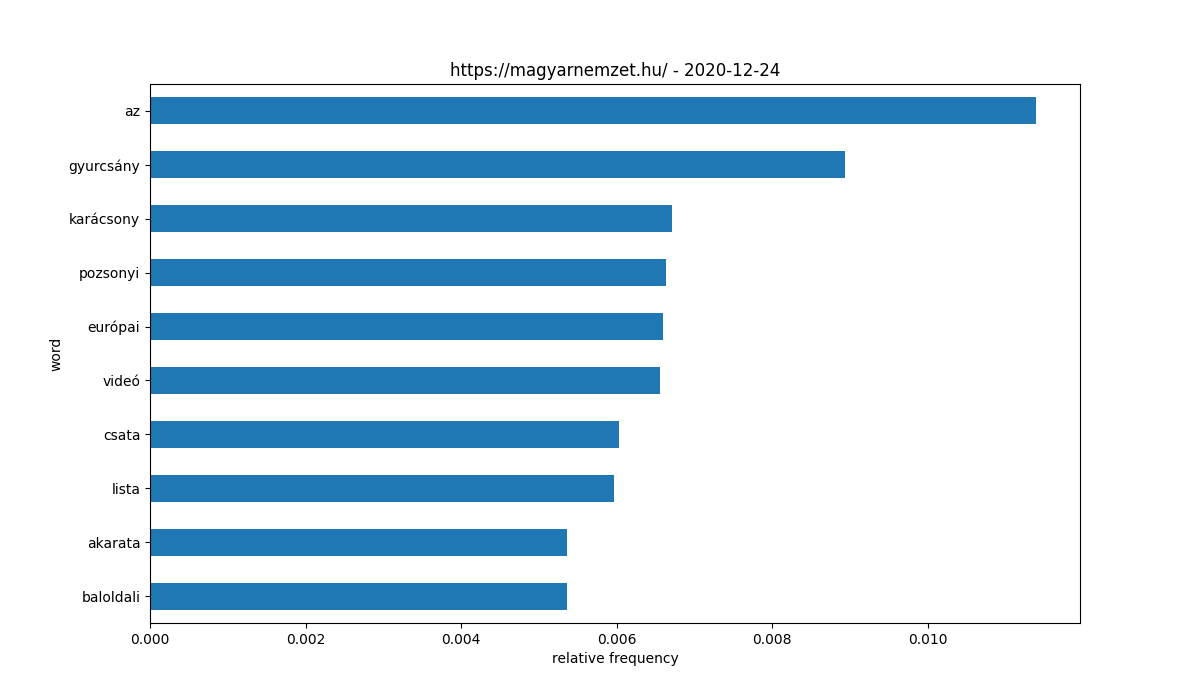 https://magyarnemzet.hu/ - 2020-12-24
az
gyurcsány
karácsony
pozsonyi
európai
videó
csata
lista
akarata
baloldali
word
0.000 0.002 0.004 0.006 0.008 0.010
relative frequency